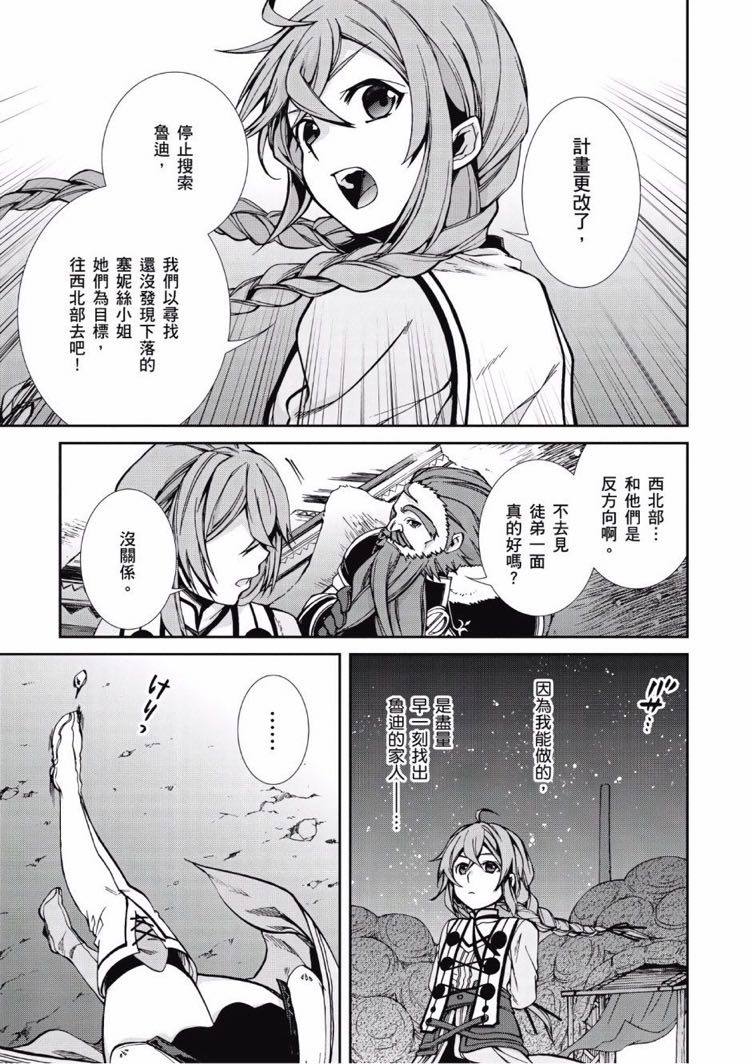 計畫更改了，
停止搜索
魯迪，
我們以尋找
還沒發現下落的
塞妮絲小姐
她們為目標，
往西北部去吧！
西北部…
和他們是
反方向啊。
不去見
徒弟一面
真的好嗎？
沒關係。
ザ…
因為我能做的，
是盡量
早一刻找出
魯迪的家人——…
……
けりっ